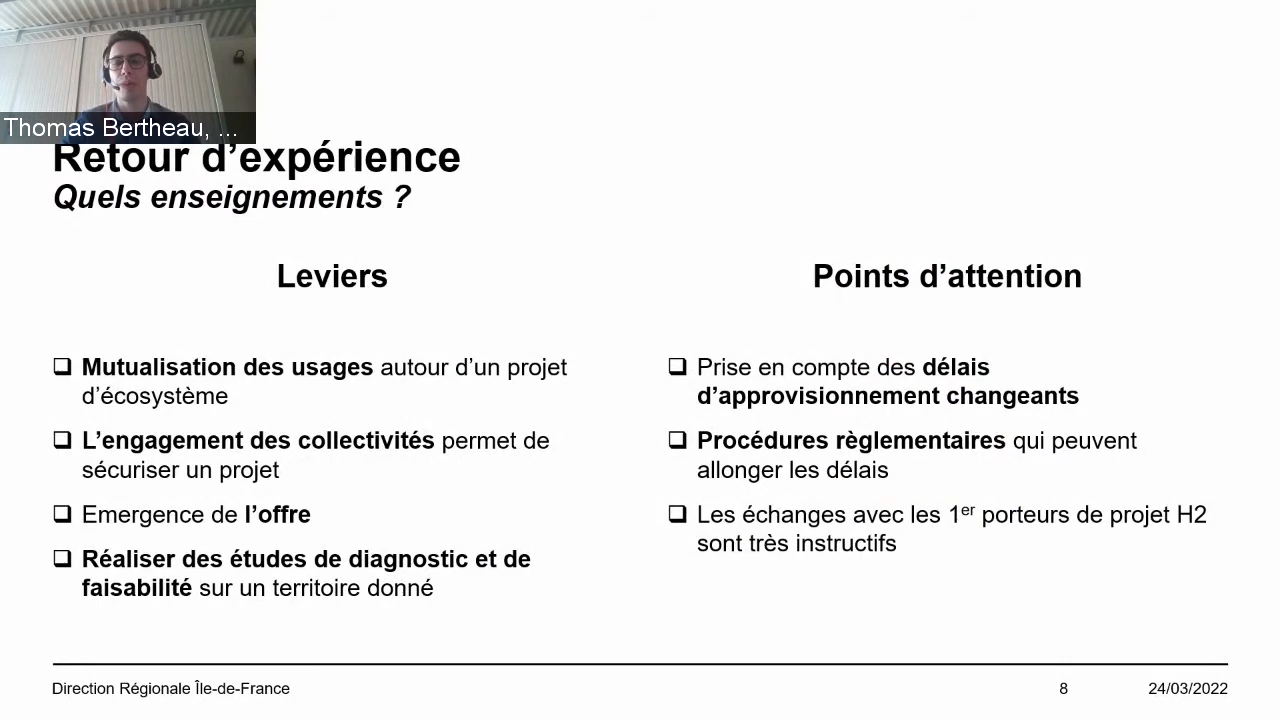 Thomas Bertheau, ...
Retour d’expérience
Quels enseignements ?
Leviers
❑ Mutualisation des usages autour d’un projet
d’écosystème
❑ L’engagement des collectivités permet de
sécuriser un projet
❑ Emergence de l’offre
❑ Réaliser des études de diagnostic et de
faisabilité sur un territoire donné
Points d’attention
❑ Prise en compte des délais
d’approvisionnement changeants
❑ Procédures règlementaires qui peuvent
allonger les délais
❑ Les échanges avec les 1er porteurs de projet H2
sont très instructifs
Direction Régionale Île-de-France
8
24/03/2022